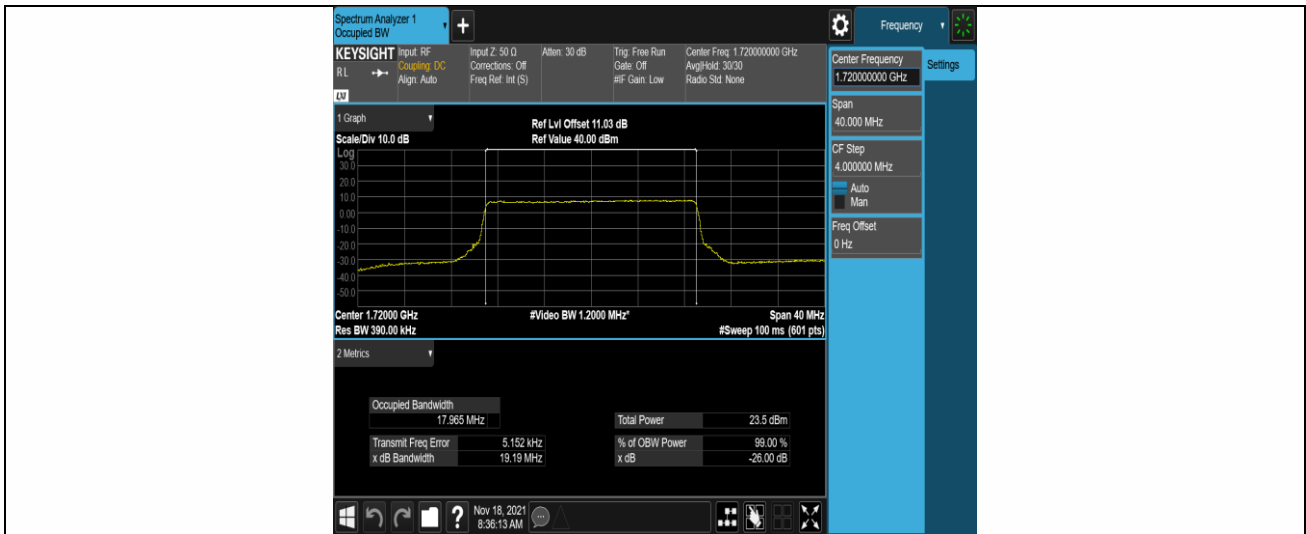 Spectrum Analyzer 1
Occupied BW
Frequency
KEYSIGHT
RL
LXI
Input: RF
Coupling: DC
Align: Auto
Input Z: 50 Ω
Corrections: Off
Freq Ref: Int (S)
Atten: 30 dB
Trig: Free Run
Gate: Off
#IF Gain: Low
Center Freq: 1.720000000 GHz
Avg|Hold: 30/30
Radio Std: None
Center Frequency
1.720000000 GHz
Settings
Span
40.000 MHz
CF Step
4.000000 MHz
Auto
Man
Freq Offset
0 Hz
1 Graph
Scale/Div 10.0 dB
Ref Lvl Offset 11.03 dB
Ref Value 40.00 dBm
Log
30.0
20.0
10.0
0.00
-10.0
-20.0
-30.0
-40.0
-50.0
Center 1.72000 GHz
#Video BW 1.2000 MHz*
Span 40 MHz
Res BW 390.00 kHz
#Sweep 100 ms (601 pts)
2 Metrics
Occupied Bandwidth
17.965 MHz
Total Power 23.5 dBm
Transmit Freq Error 5.152 kHz
% of OBW Power 99.00 %
x dB Bandwidth 19.19 MHz
x dB -26.00 dB
?
Nov 18, 2021
8:36:13 AM